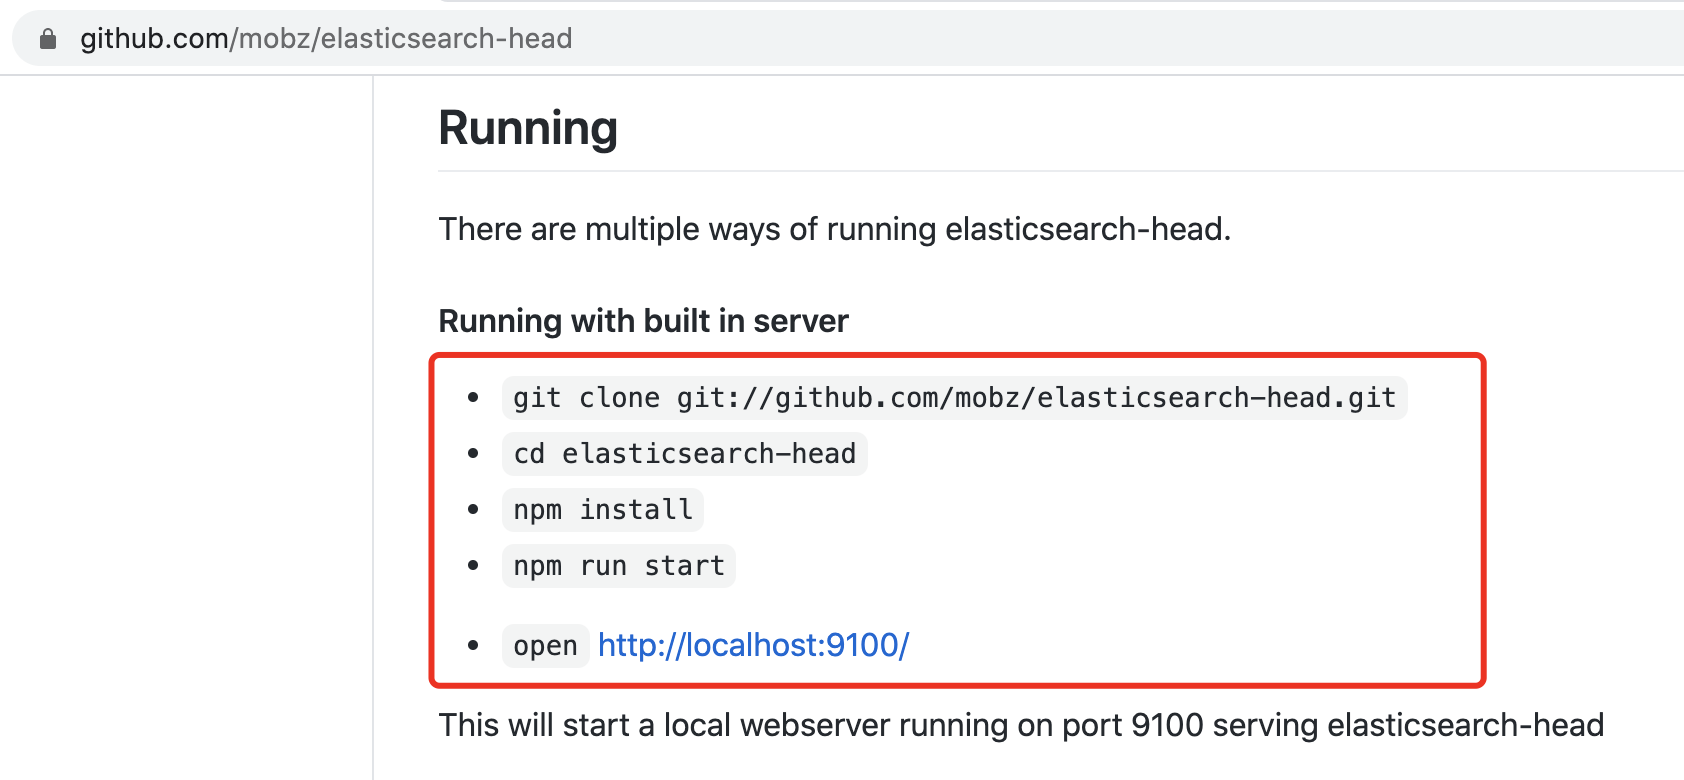 github.com/mobz/elasticsearch-head
Running
There are multiple ways of running elasticsearch-head.
Running with built in server
git clone git://github.com/mobz/elasticsearch-head.git
cd elasticsearch-head
npm install
npm run start
open http://localhost:9100/
This will start a local webserver running on port 9100 serving elasticsearch-head